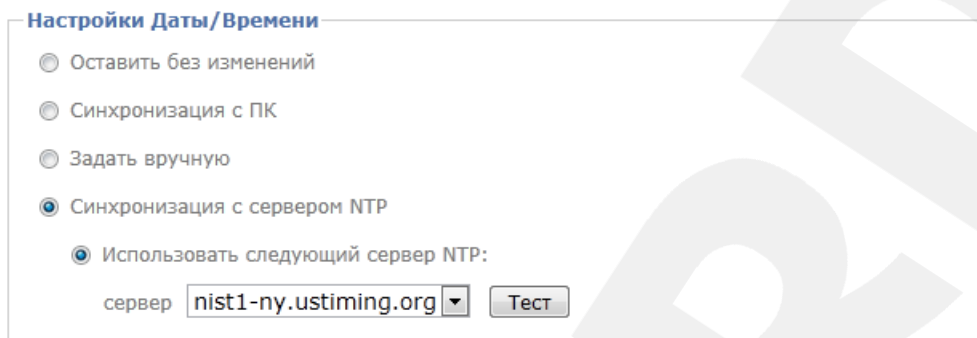 Настройки Даты/Времени
Оставить без изменений
Синхронизация с ПК
Задать вручную
Синхронизация с сервером NTP
Использовать следующий сервер NTP:
сервер nist1-ny.ustiming.org Тест